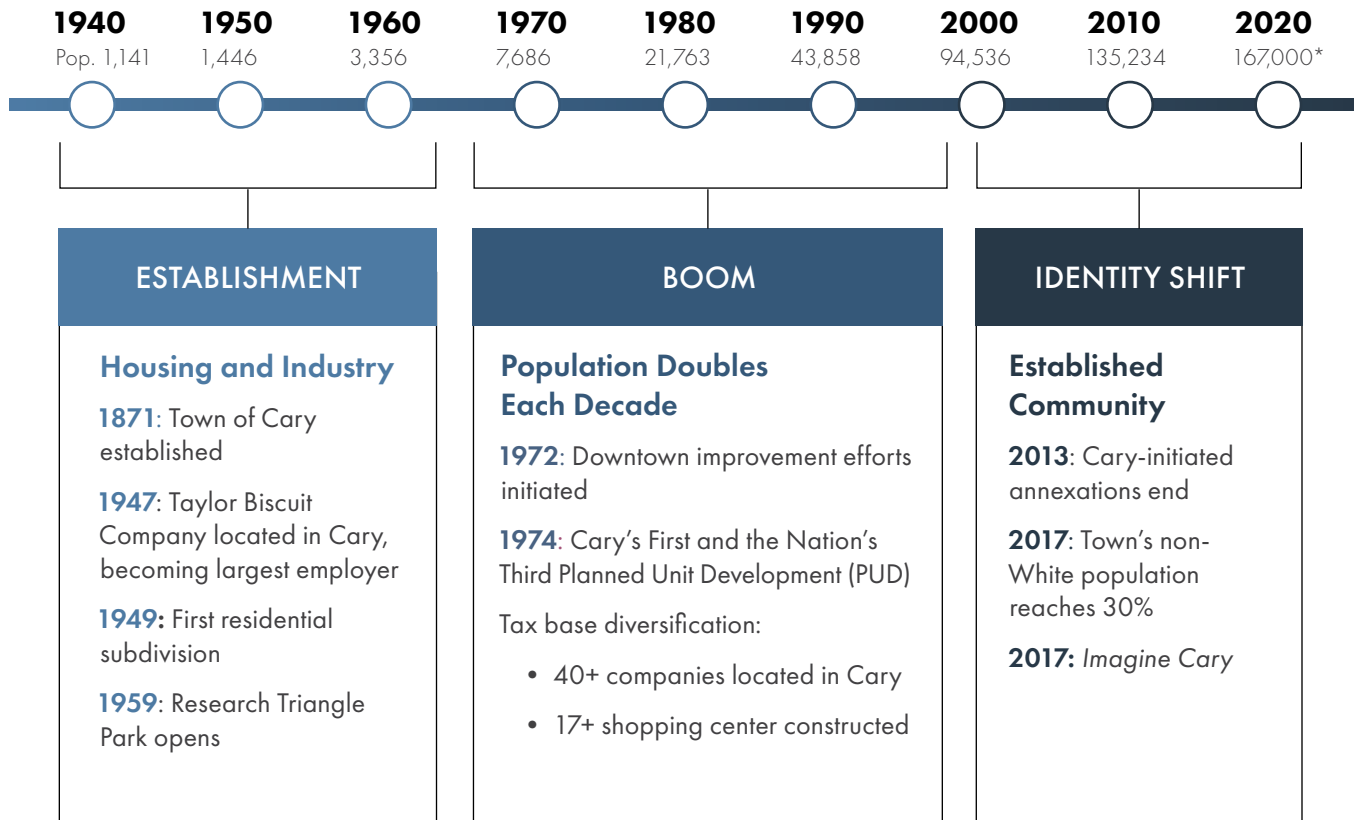 1940 1950 1960 1970 1980 1990 2000 2010 2020
Pop. 1,141 1,446 3,356 7,686 21,763 43,858 94,536 135,234 167,000*
ESTABLISHMENT
Housing and Industry
1871: Town of Cary
established
1947: Taylor Biscuit
Company located in Cary,
becoming largest employer
1949: First residential
subdivision
1959: Research Triangle
Park opens
BOOM
Population Doubles
Each Decade
1972: Downtown improvement efforts
initiated
1974: Cary’s First and the Nation’s
Third Planned Unit Development (PUD)
Tax base diversification:
• 40+ companies located in Cary
• 17+ shopping center constructed
IDENTITY SHIFT
Established
Community
2013: Cary-initiated
annexations end
2017: Town’s non-
White population
reaches 30%
2017: Imagine Cary